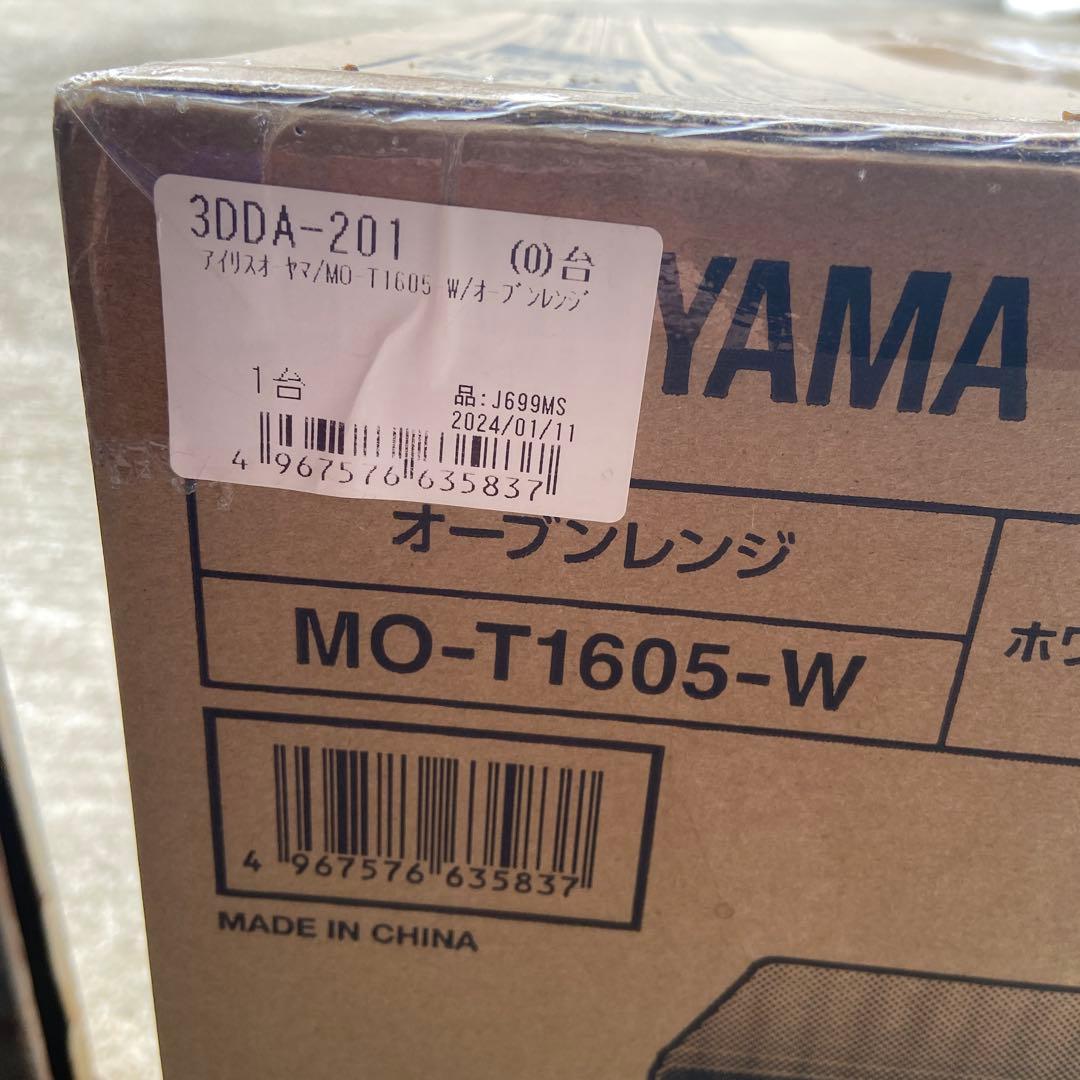 3DDA-201 (0)台
アイリスオーヤマ/MO-T1605 W/オーブンレンジ
1台 品:J699MS
2024/01/11
4 967576 635837
YAMA
オーブンレンジ
MO-T1605-W
ホワ
4 967576 635837
MADE IN CHINA